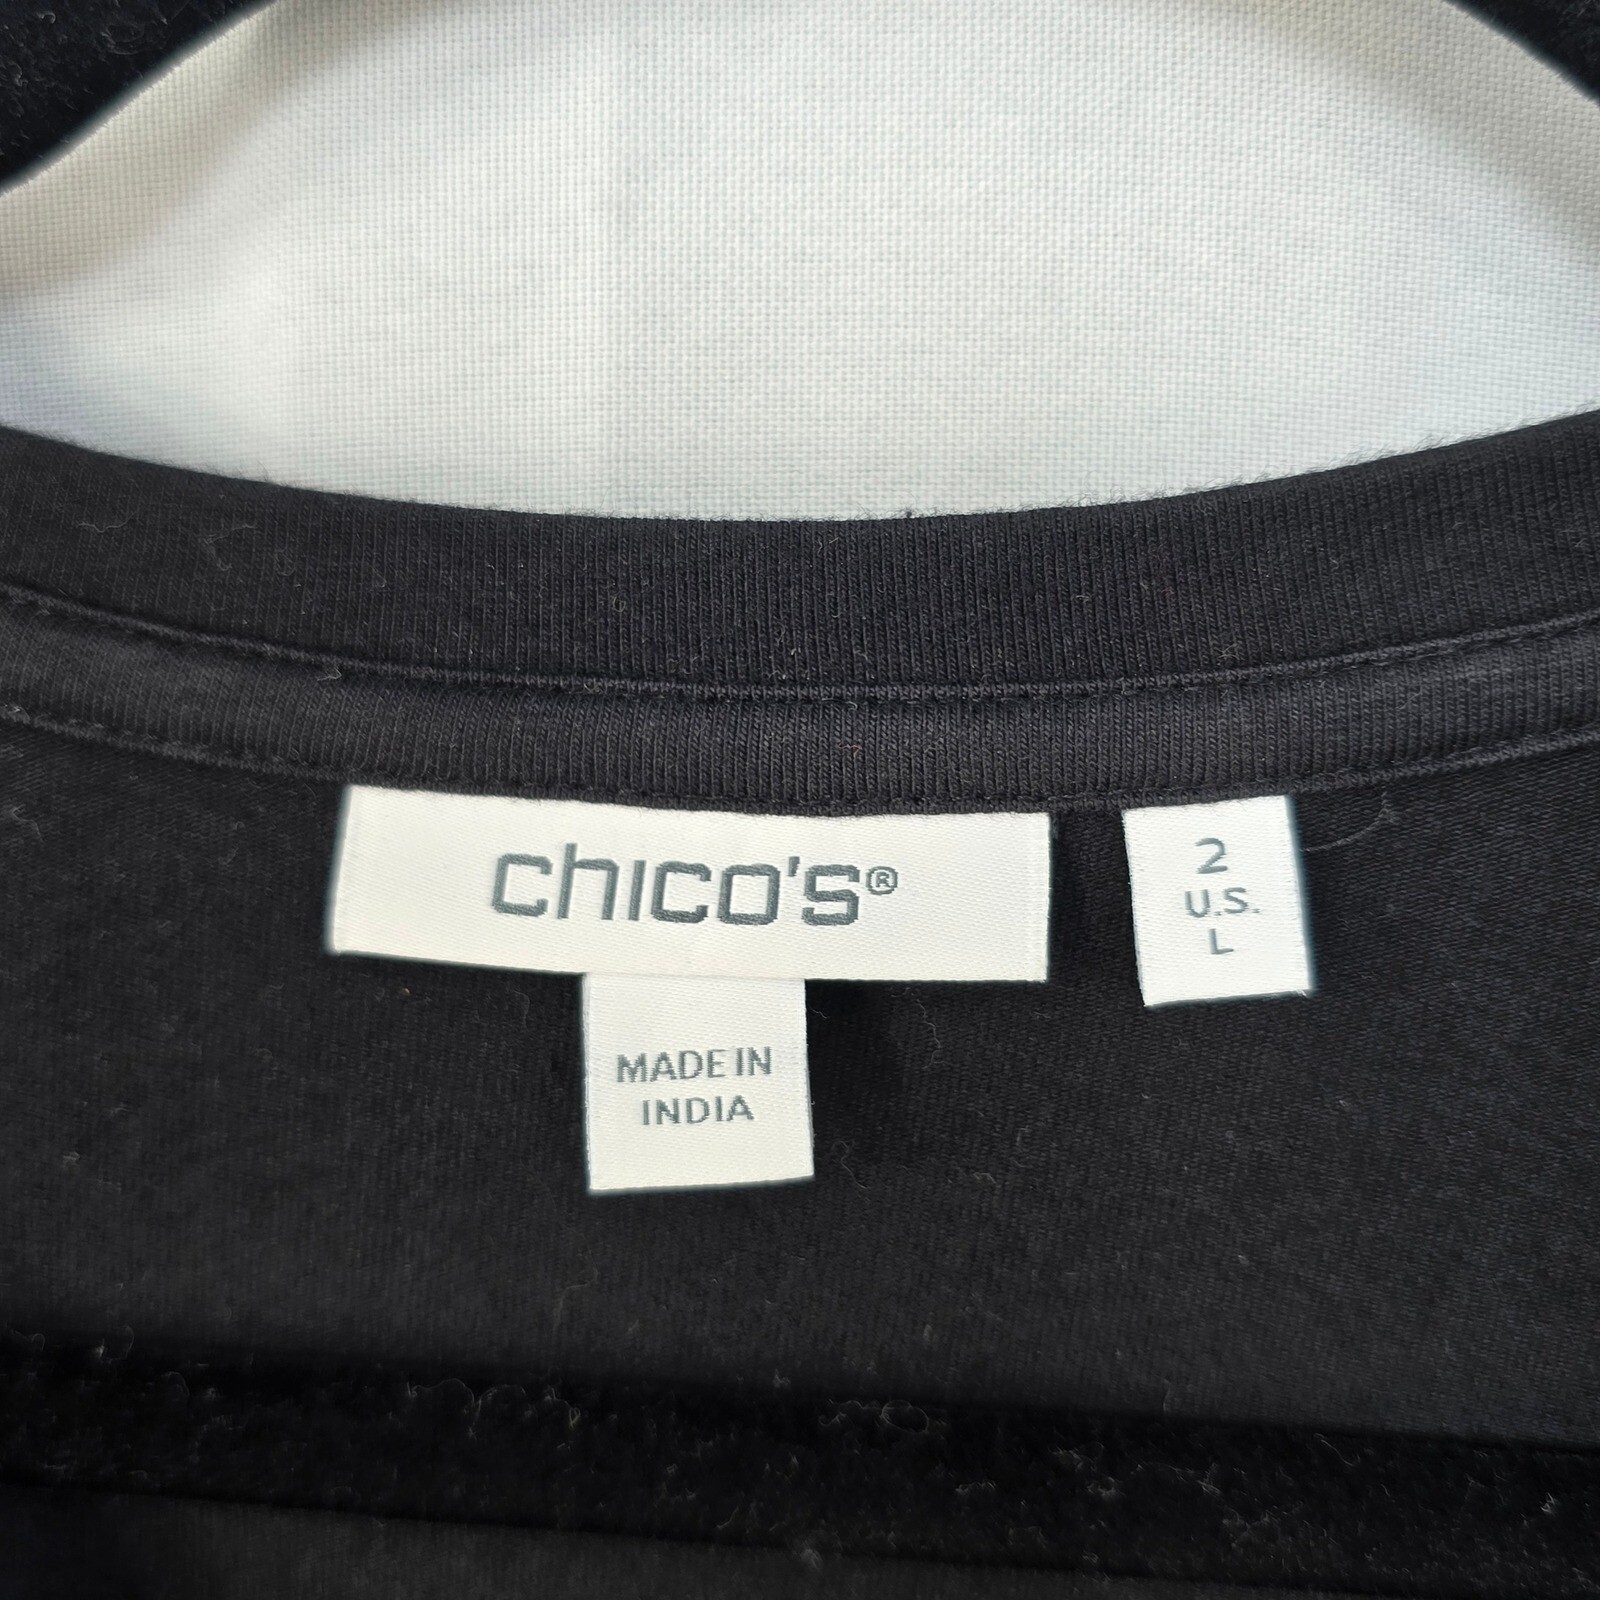 chico's®
MADE IN
INDIA
2
U.S.
L